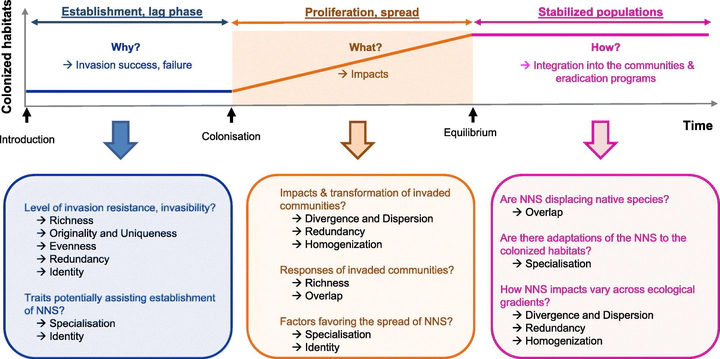 Colonized habitats
Establishment, lag phase
Proliferation, spread
Stabilized populations
Why?
→ Invasion success, failure
What?
→ Impacts
How?
→ Integration into the communities &
eradication programs
Introduction
Colonisation
Equilibrium
Time
Level of invasion resistance, invasibility?
→ Richness
→ Originality and Uniqueness
→ Evenness
→ Redundancy
→ Identity
Traits potentially assisting establishment
of NNS?
→ Specialisation
→ Identity
Impacts & transformation of invaded
communities?
→ Divergence and Dispersion
→ Redundancy
→ Homogenization
Responses of invaded communities?
→ Richness
→ Overlap
Factors favoring the spread of NNS?
→ Specialisation
→ Identity
Are NNS displacing native species?
→ Overlap
Are there adaptations of the NNS to the
colonized habitats?
→ Specialisation
How NNS impacts vary across ecological
gradients?
→ Divergence and Dispersion
→ Redundancy
→ Homogenization